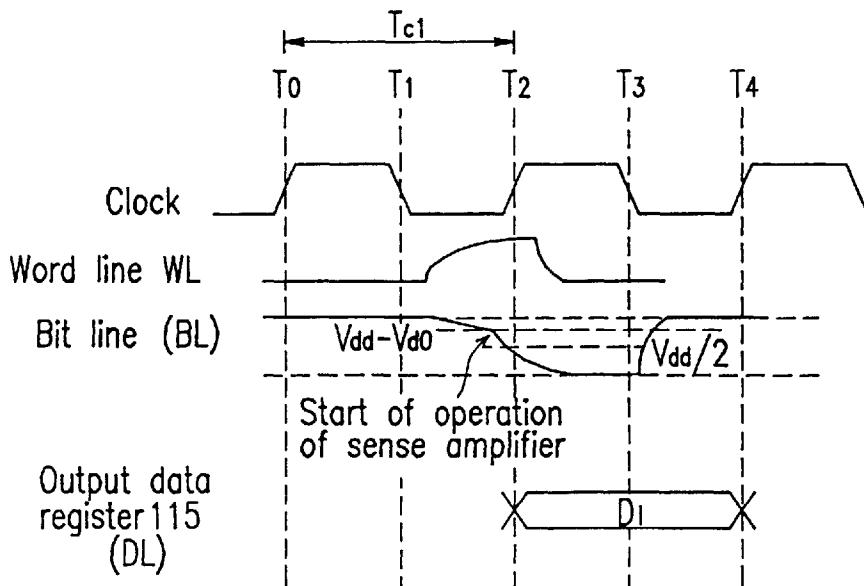 Tc1
T0 T1 T2 T3 T4
Clock
Word line WL
Bit line (BL)
Vdd-Vd0
Vdd/2
Start of operation
of sense amplifier
Output data
register 115
(DL)
D1